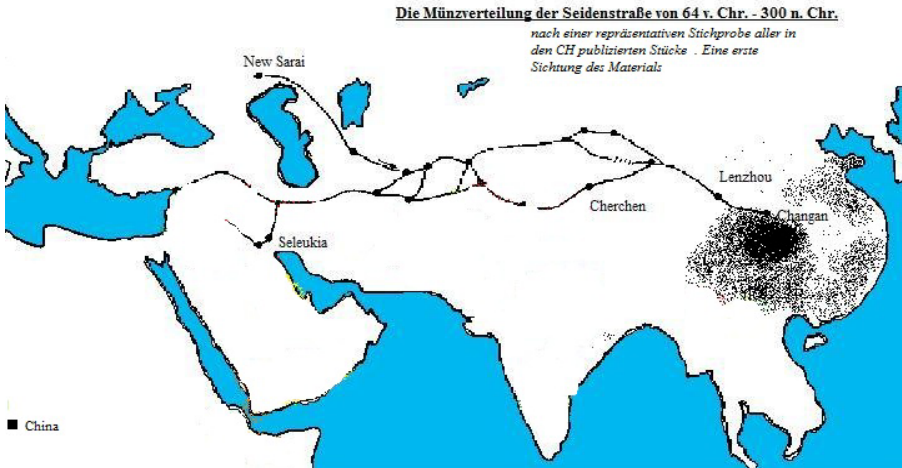 Die Münzverteilung der Seidenstraße von 64 v. Chr. - 300 n. Chr.
nach einer repräsentativen Stichprobe aller in
den CH publizierten Stücke . Eine erste
Sichtung des Materials
New Sarai
Lenzhou
Cherchen
Changan
Seleukia
China